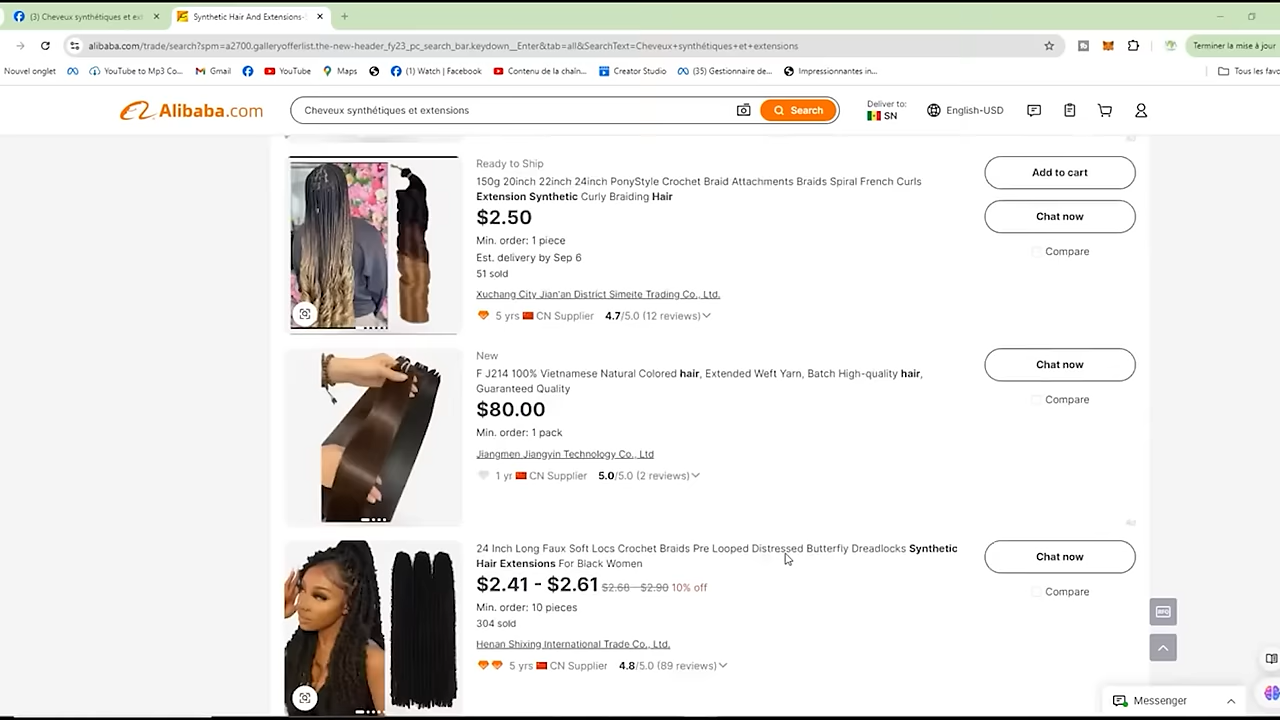 (3) Cheveux synthétiques et ex
Synthetic Hair And Extensions-
alibaba.com/trade/search?spm=a2700.galleryofferlist.the-new-header_fy23_pc_search_bar.keydown__Enter&tab=all&SearchText=Cheveux+synthétiques+et+extensions
Terminer la mise à jour
Nouvel onglet
YouTube to Mp3 Co...
Gmail
YouTube
Maps
(1) Watch | Facebook
Contenu de la chaîn...
Creator Studio
(35) Gestionnaire de...
Impressionnantes in...
Tous les favo
Alibaba.com
Cheveux synthétiques et extensions
Search
Deliver to:
SN
English-USD
Ready to Ship
150g 20inch 22inch 24inch PonyStyle Crochet Braid Attachments Braids Spiral French Curls
Extension Synthetic Curly Braiding Hair
$2.50
Min. order: 1 piece
Est. delivery by Sep 6
51 sold
Xuchang City Jian'an District Simeite Trading Co., Ltd.
5 yrs CN Supplier 4.7/5.0 (12 reviews)
Add to cart
Chat now
Compare
New
F J214 100% Vietnamese Natural Colored hair, Extended Weft Yarn, Batch High-quality hair,
Guaranteed Quality
$80.00
Min. order: 1 pack
Jiangmen Jiangyin Technology Co., Ltd
1 yr CN Supplier 5.0/5.0 (2 reviews)
Chat now
Compare
Ad
24 Inch Long Faux Soft Locs Crochet Braids Pre Looped Distressed Butterfly Dreadlocks Synthetic
Hair Extensions For Black Women
$2.41 - $2.61 $2.68 - $2.90 10% off
Min. order: 10 pieces
304 sold
Henan Shixing International Trade Co., Ltd.
5 yrs CN Supplier 4.8/5.0 (89 reviews)
Chat now
Compare
RFQ
Messenger